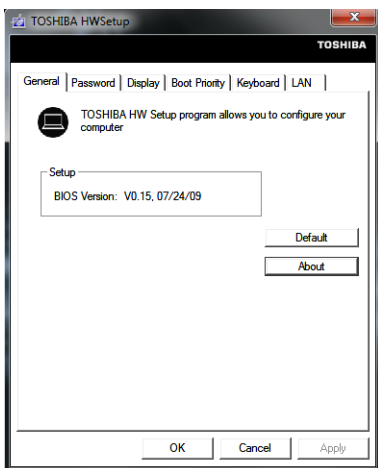 TOSHIBA HWSetup
TOSHIBA
General Password Display Boot Priority Keyboard LAN
TOSHIBA HW Setup program allows you to configure your
computer
Setup
BIOS Version: V0.15, 07/24/09
Default
About
OK Cancel Apply